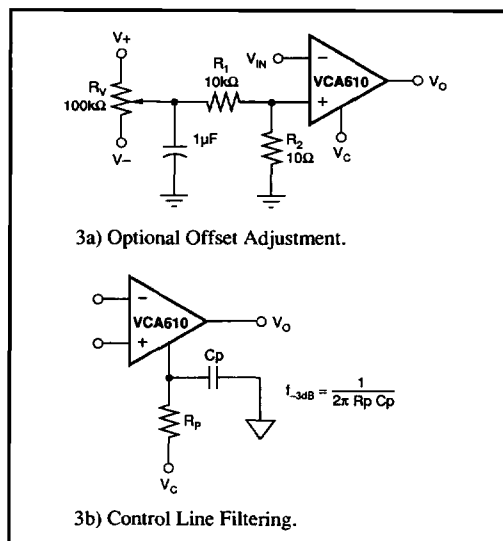 V+
R1
10kΩ
VIN
−
VCA610
+
VO
RV
100kΩ
1µF
R2
10Ω
VC
V−
3a) Optional Offset Adjustment.
−
VCA610
+
VO
Cp
f−3dB = 1 / 2π Rp Cp
RP
VC
3b) Control Line Filtering.